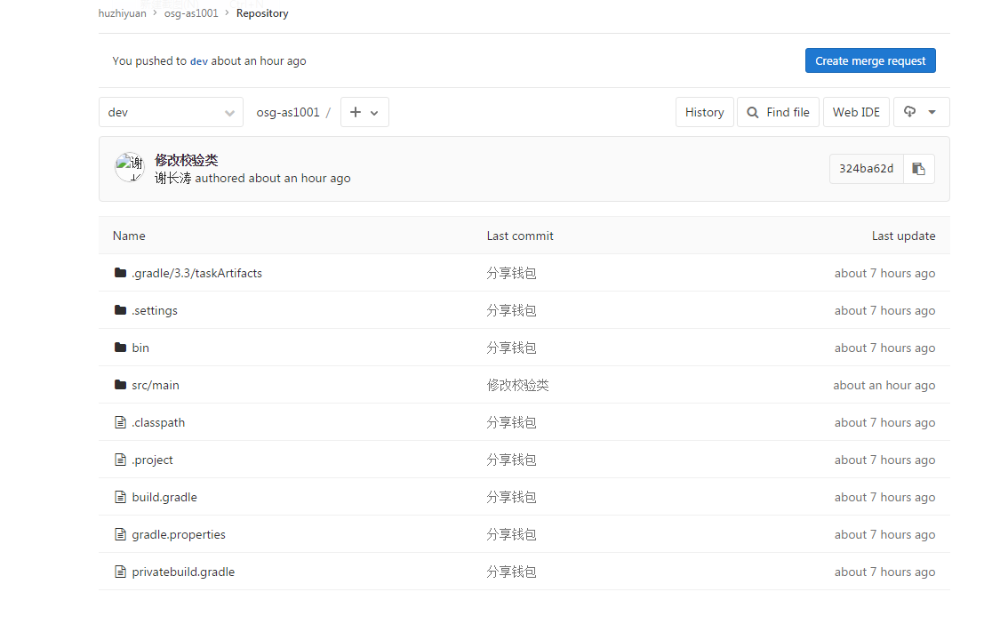 huzhiyuan > osg-as1001 > Repository
You pushed to dev about an hour ago
Create merge request
dev
osg-as1001 /
History
Find file
Web IDE
谢
修改校验类
谢长涛 authored about an hour ago
324ba62d
Name Last commit Last update
.gradle/3.3/taskArtifacts 分享钱包 about 7 hours ago
.settings 分享钱包 about 7 hours ago
bin 分享钱包 about 7 hours ago
src/main 修改校验类 about an hour ago
.classpath 分享钱包 about 7 hours ago
.project 分享钱包 about 7 hours ago
build.gradle 分享钱包 about 7 hours ago
gradle.properties 分享钱包 about 7 hours ago
privatebuild.gradle 分享钱包 about 7 hours ago